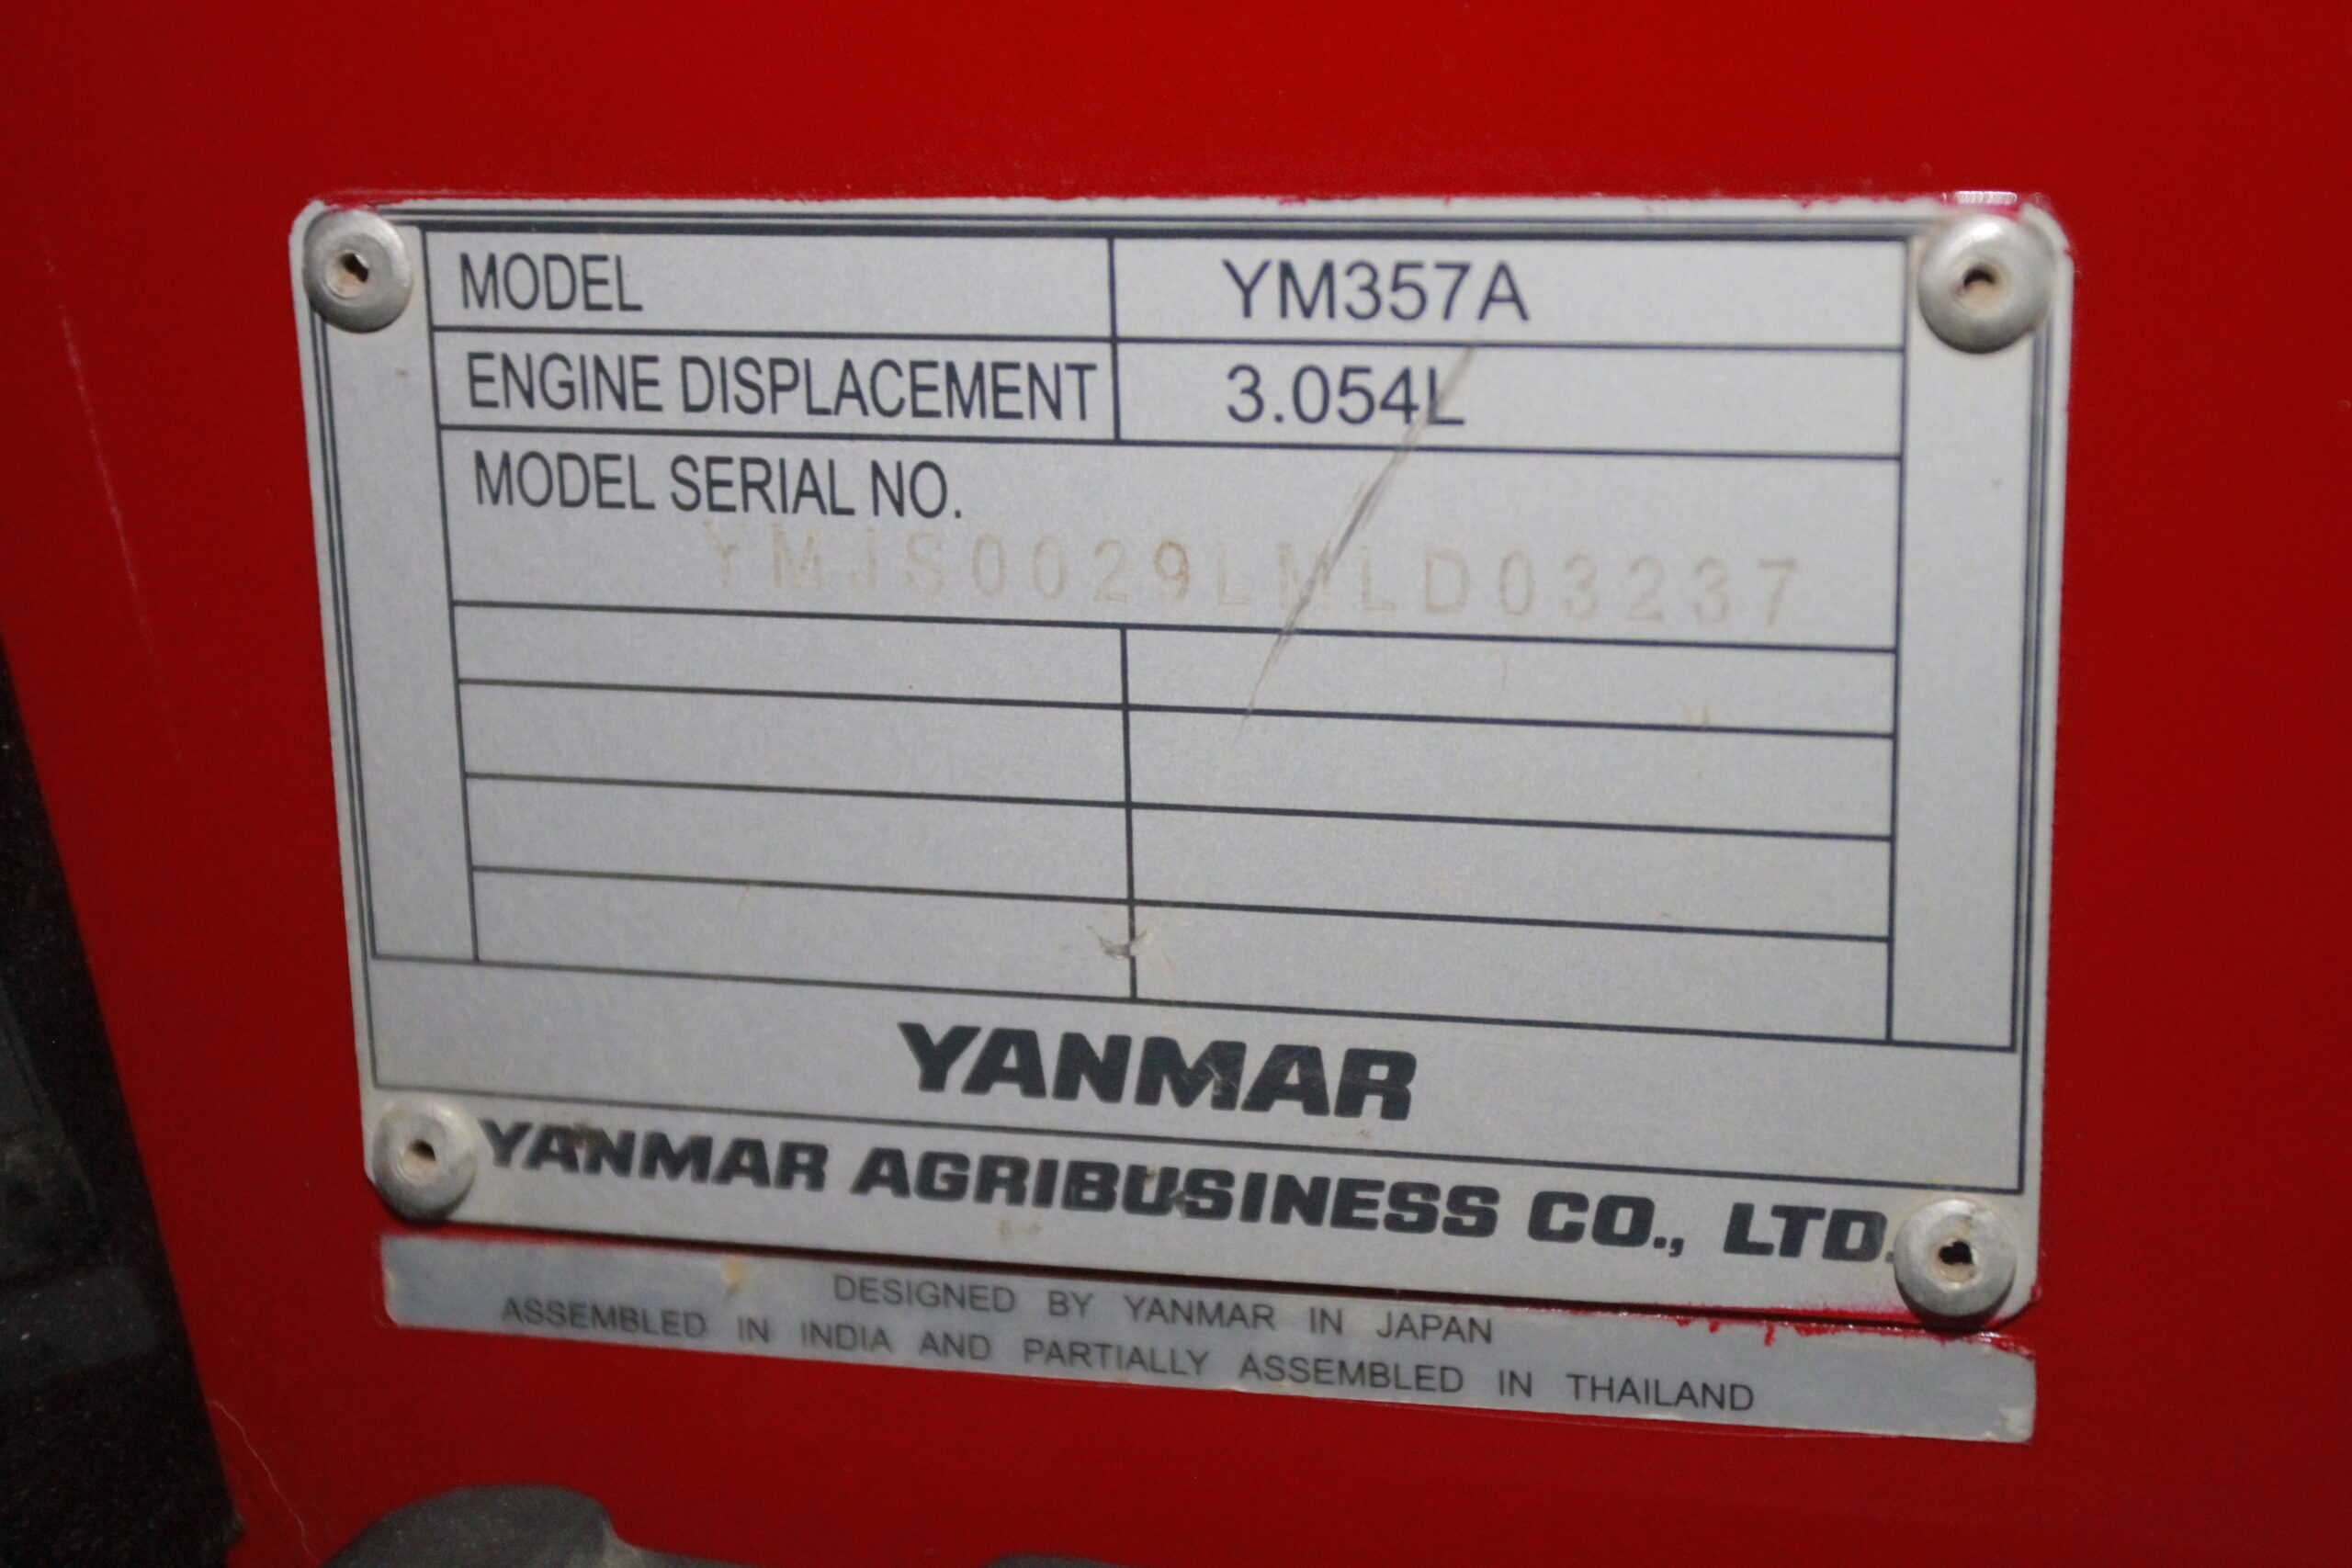 MODEL YM357A
ENGINE DISPLACEMENT 3.054L
MODEL SERIAL NO.
YMJS0029LMLD03237
YANMAR
YANMAR AGRIBUSINESS CO., LTD.
DESIGNED BY YANMAR IN JAPAN
ASSEMBLED IN INDIA AND PARTIALLY ASSEMBLED IN THAILAND